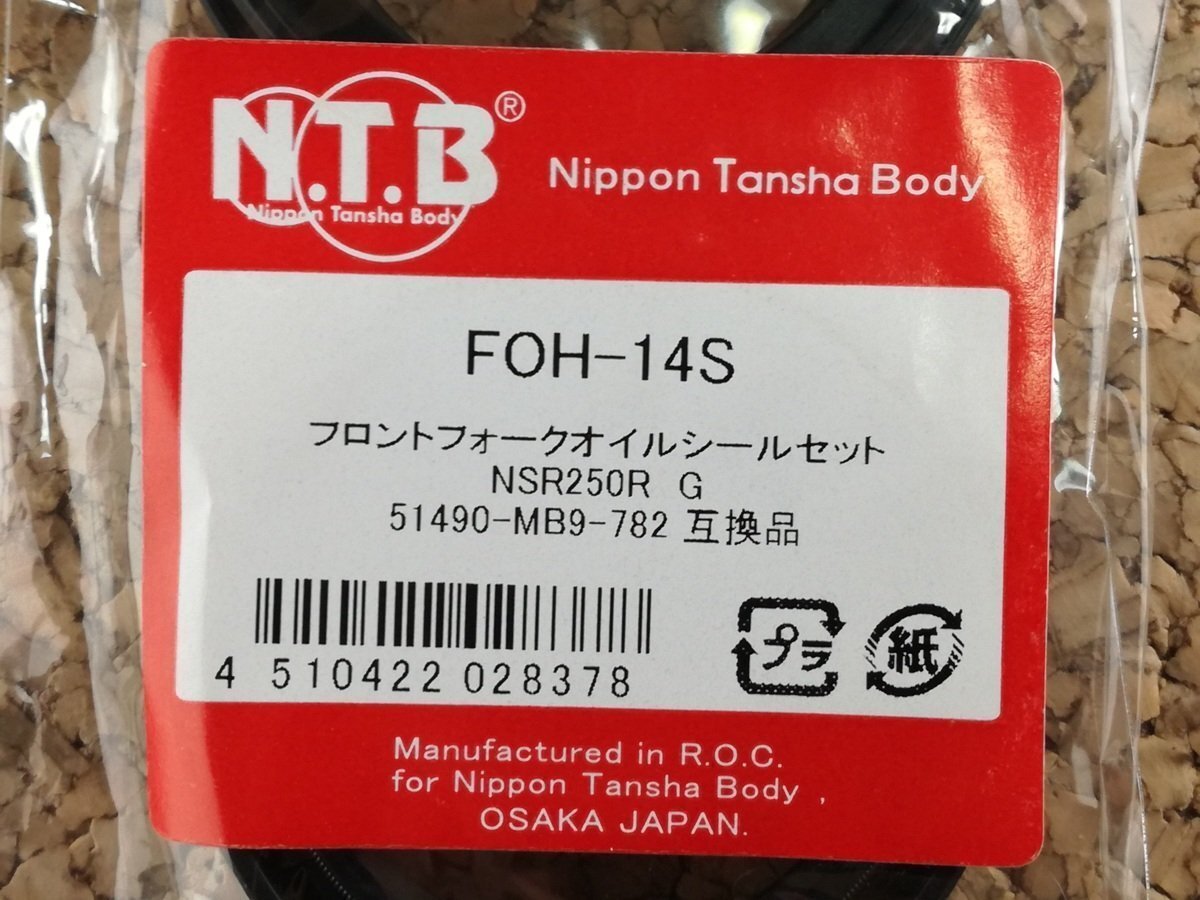 N.T.B®
Nippon Tansha Body
Nippon Tansha Body
FOH-14S
フロントフォークオイルシールセット
NSR250R G
51490-MB9-782 互換品
4 510422 028378
プラ
紙
Manufactured in R.O.C.
for Nippon Tansha Body ,
OSAKA JAPAN.